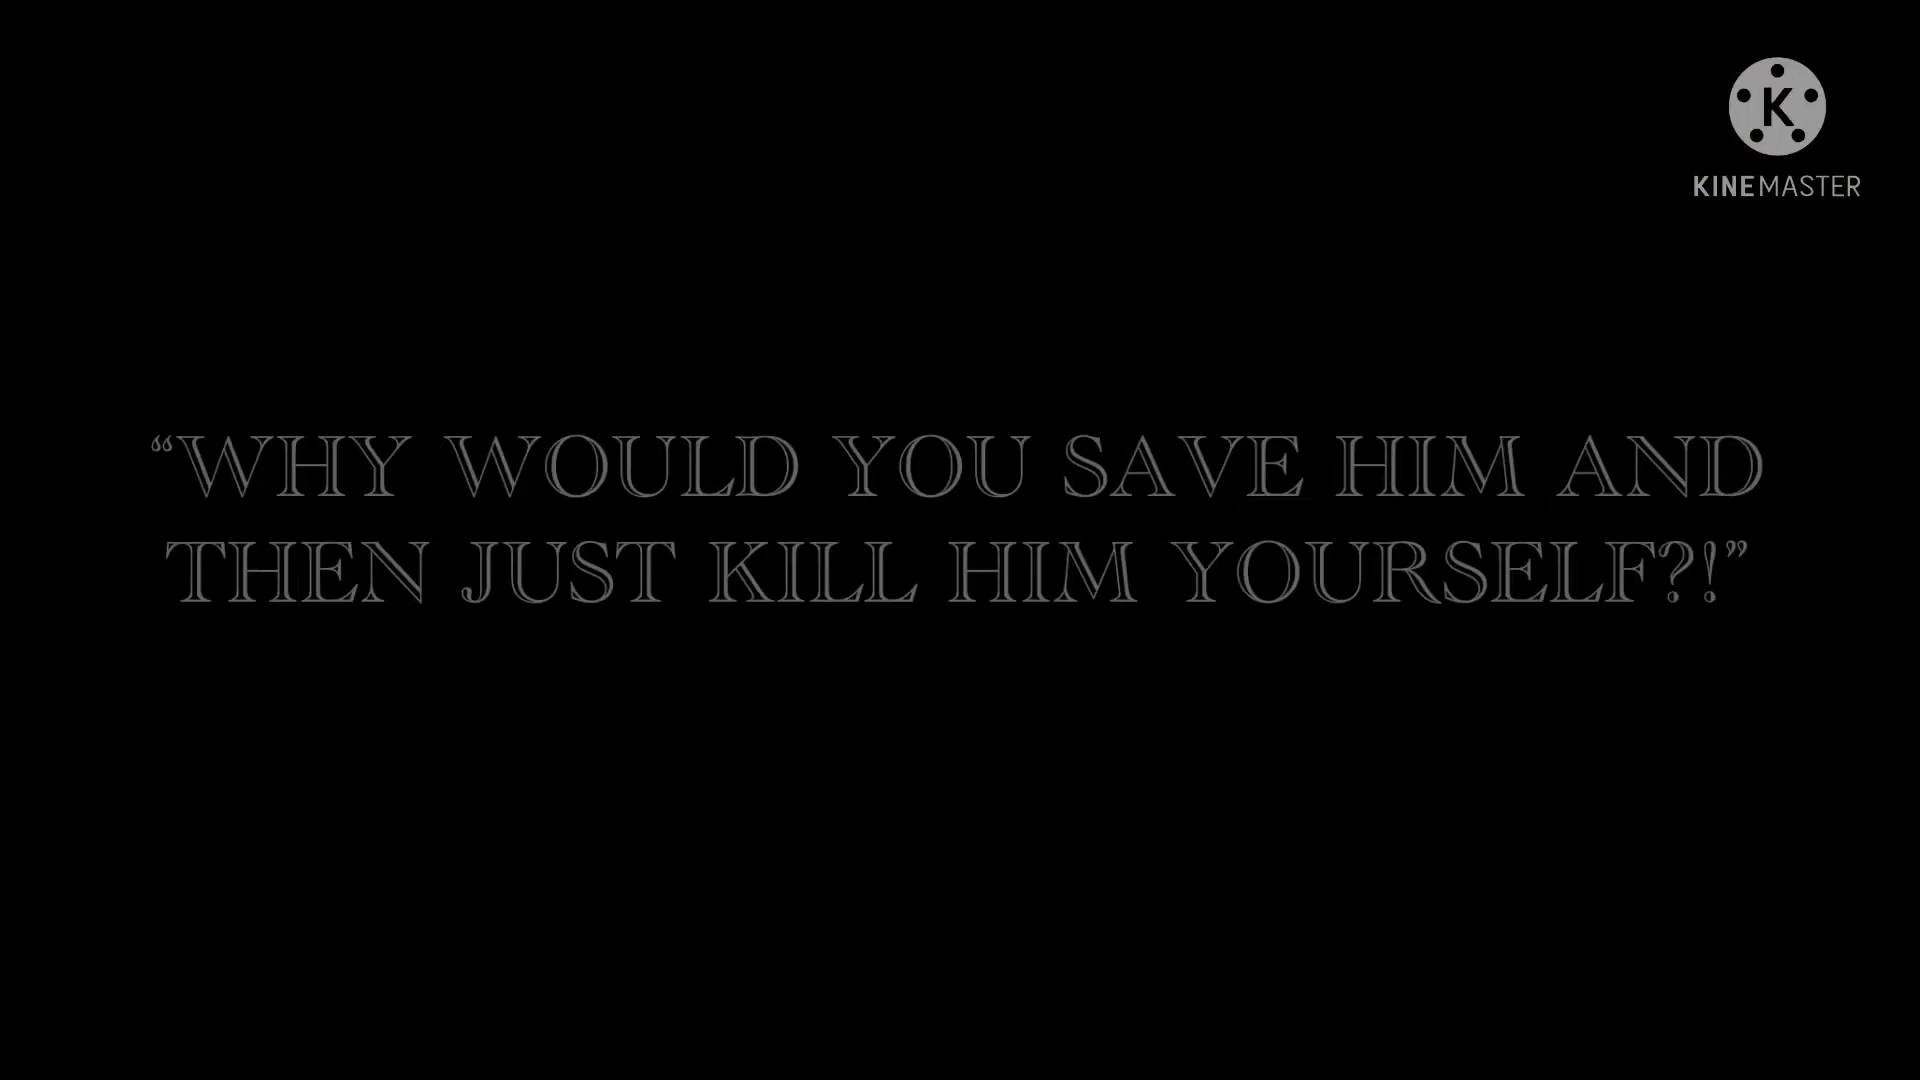 K
KINEMASTER
“WHY WOULD YOU SAVE HIM AND
THEN JUST KILL HIM YOURSELF?!”